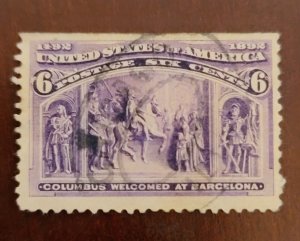 1492 1892
UNITED STATES OF AMERICA
6 POSTAGE SIX CENTS 6
COLUMBUS WELCOMED AT BARCELONA